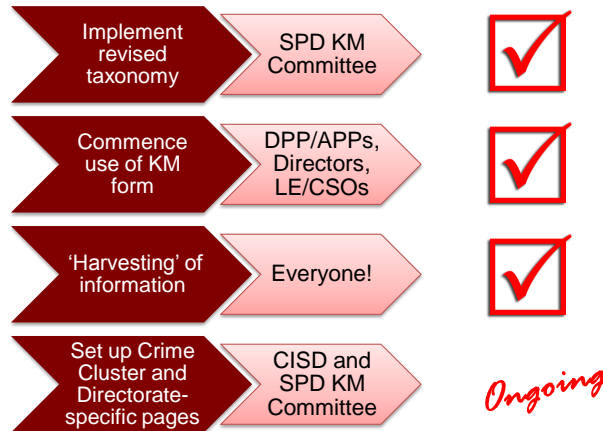 Implement
revised
taxonomy
SPD KM
Committee
Commence
use of KM
form
DPP/APPs,
Directors,
LE/CSOs
‘Harvesting’ of
information
Everyone!
Set up Crime
Cluster and
Directorate-
specific pages
CISD and
SPD KM
Committee
Ongoing